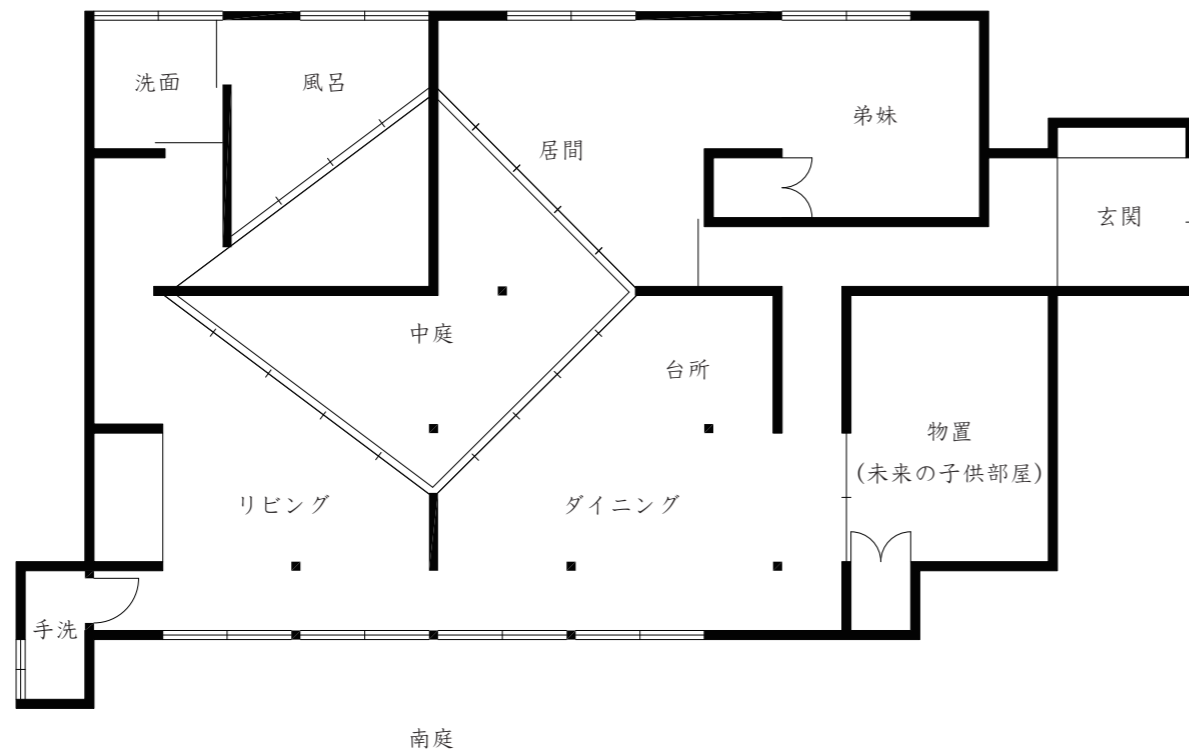 洗面
風呂
弟妹
居間
玄関
中庭
台所
物置
(未来の子供部屋)
リビング
ダイニング
手洗
南庭